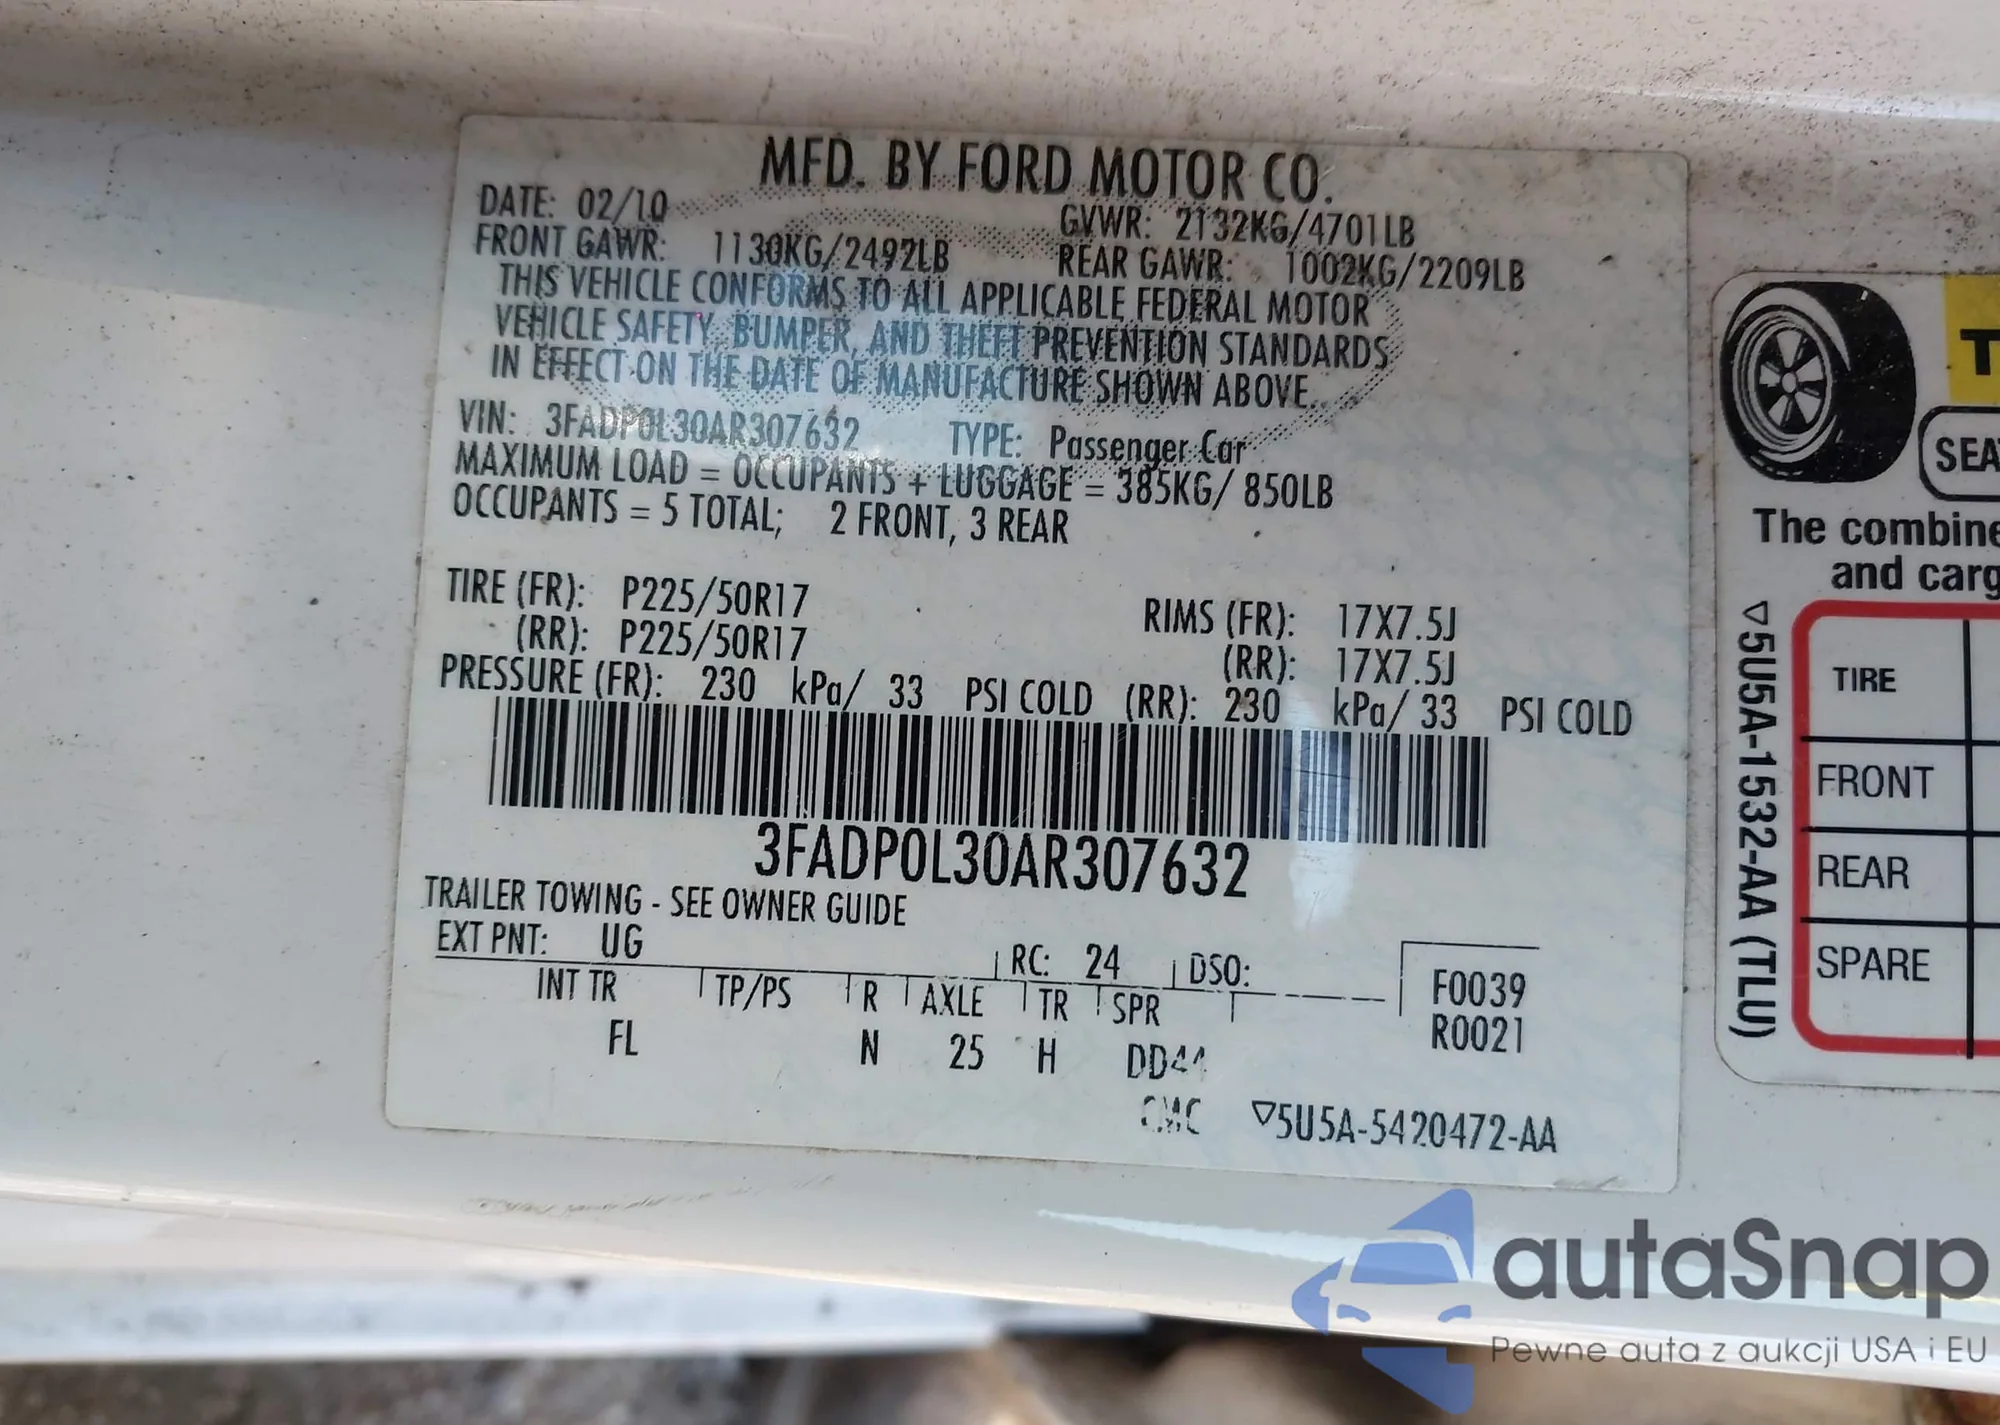 MFD. BY FORD MOTOR CO.
DATE: 02/10 GVWR: 2132KG/4701LB
FRONT GAWR: 1130KG/2492LB REAR GAWR: 1002KG/2209LB
THIS VEHICLE CONFORMS TO ALL APPLICABLE FEDERAL MOTOR
VEHICLE SAFETY, BUMPER, AND THEFT PREVENTION STANDARDS
IN EFFECT ON THE DATE OF MANUFACTURE SHOWN ABOVE.
VIN: 3FADP0L30AR307632 TYPE: Passenger Car
MAXIMUM LOAD = OCCUPANTS + LUGGAGE = 385KG/ 850LB
OCCUPANTS = 5 TOTAL; 2 FRONT, 3 REAR
TIRE (FR): P225/50R17 RIMS (FR): 17X7.5J
(RR): P225/50R17 (RR): 17X7.5J
PRESSURE (FR): 230 kPa/ 33 PSI COLD (RR): 230 kPa/ 33 PSI COLD
3FADP0L30AR307632
TRAILER TOWING - SEE OWNER GUIDE
EXT PNT: UG RC: 24 DSO:
INT TR TP/PS R AXLE TR SPR
FL N 25 H DD44
F0039
R0021
CMC ▽5U5A-5420472-AA
T
SEA
The combine
and carg
TIRE
FRONT
REAR
SPARE
▽5U5A-1532-AA (TLU)
autaSnap
Pewne auta z aukcji USA i EU